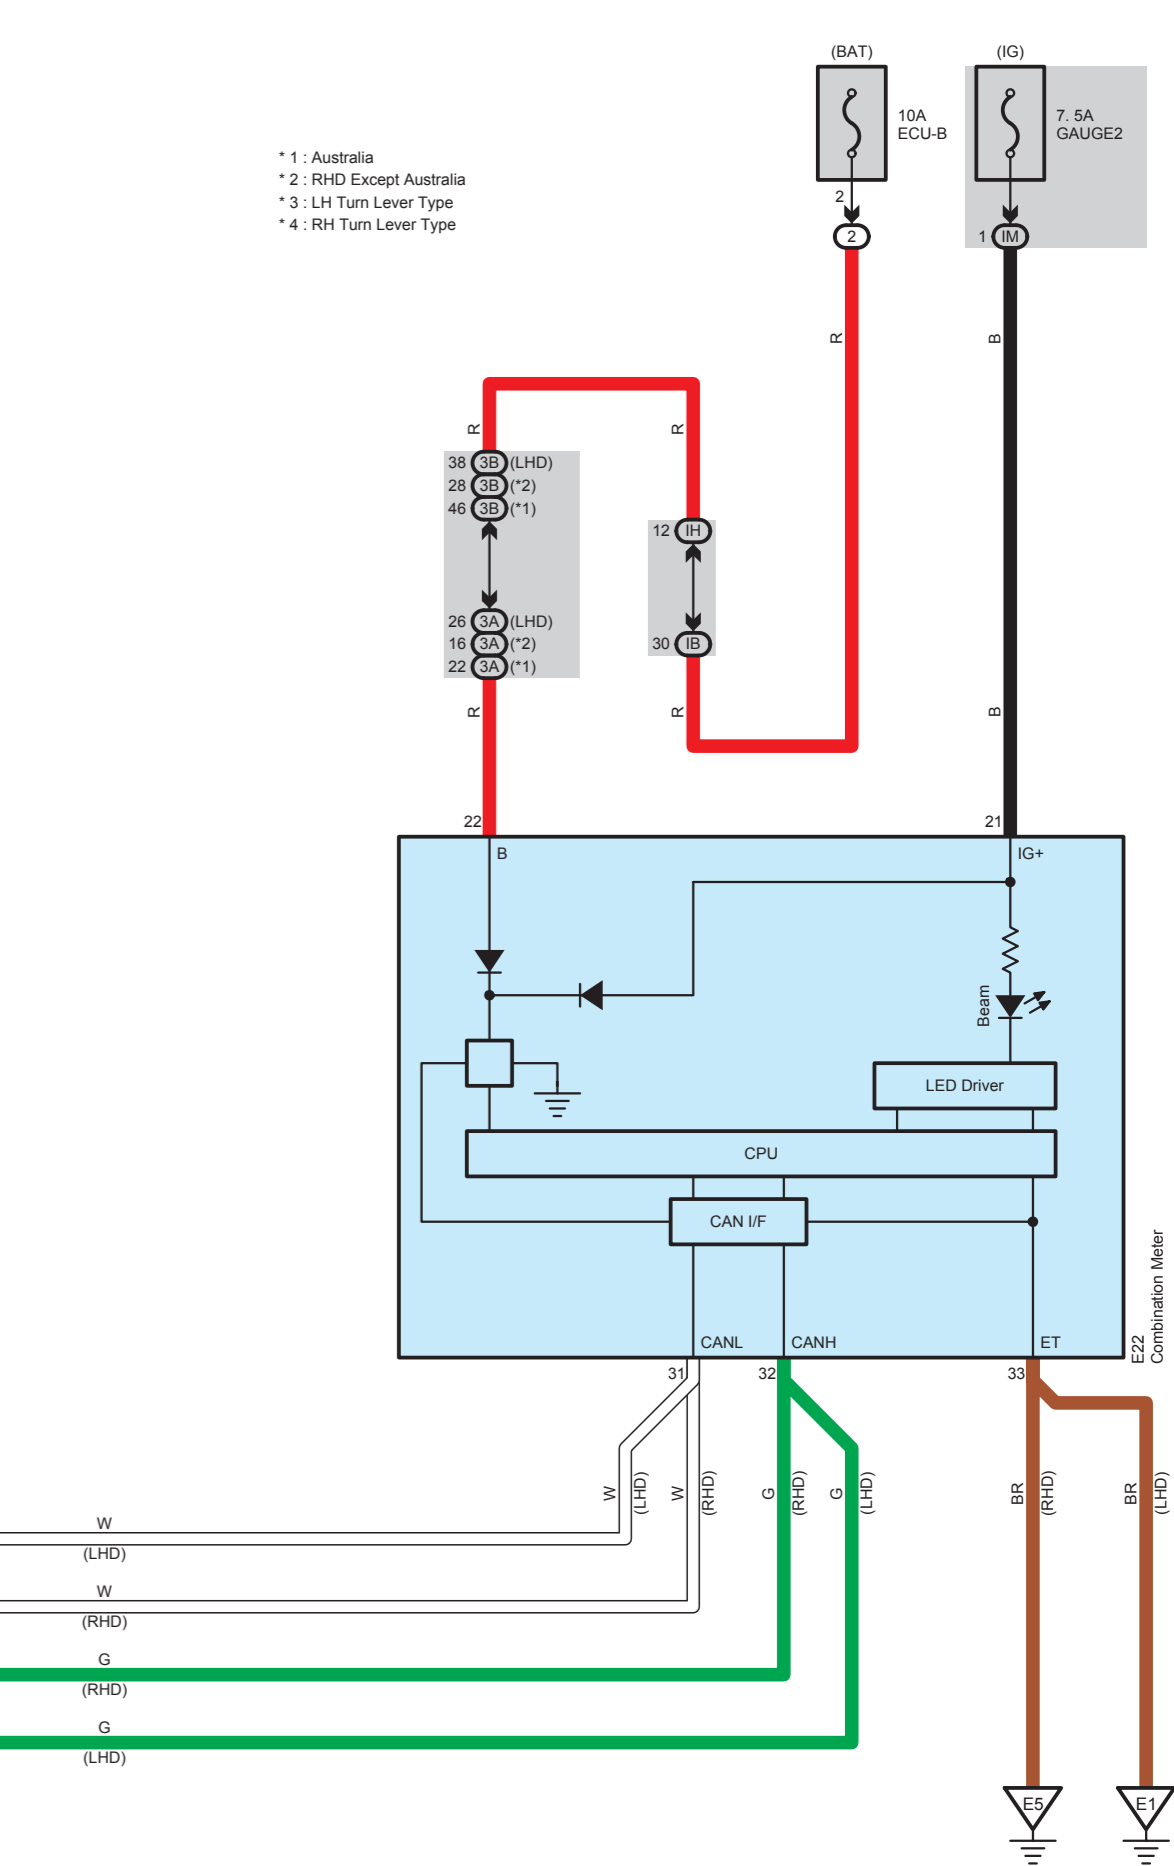 (BAT)
(IG)
10A
ECU-B
7. 5A
GAUGE2
* 1 : Australia
* 2 : RHD Except Australia
* 3 : LH Turn Lever Type
* 4 : RH Turn Lever Type
2
2
1 IM
R
B
R
R
38 3B (LHD)
28 3B (*2)
46 3B (*1)
12 IH
26 3A (LHD)
16 3A (*2)
22 3A (*1)
30 IB
R
R
B
22
21
B
IG+
Beam
LED Driver
CPU
CAN I/F
E22
Combination Meter
CANL
CANH
ET
31
32
33
W
(LHD)
W
(RHD)
G
(RHD)
G
(LHD)
BR
(RHD)
BR
(LHD)
W
(LHD)
W
(RHD)
G
(RHD)
G
(LHD)
E5
E1